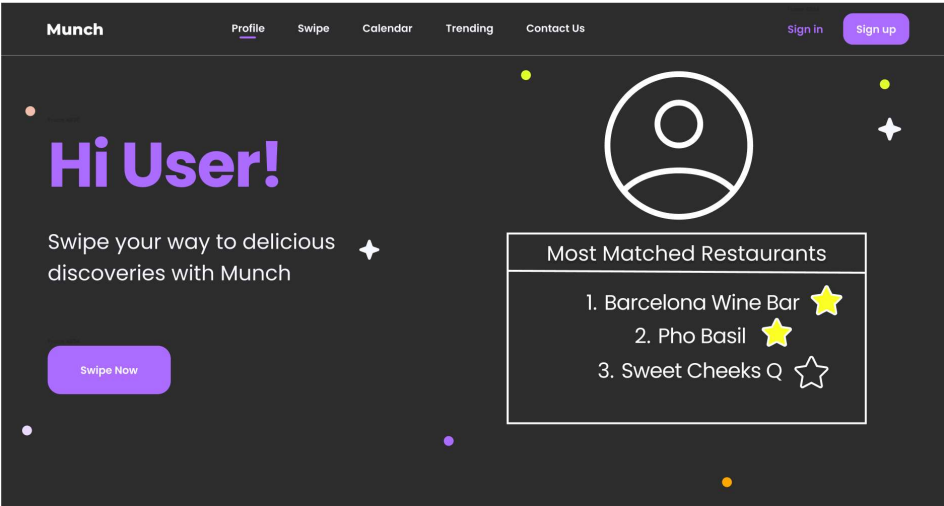 Munch
Profile
Swipe
Calendar
Trending
Contact Us
Sign in
Sign up
Hi User!
Swipe your way to delicious
discoveries with Munch
Swipe Now
Most Matched Restaurants
1. Barcelona Wine Bar
2. Pho Basil
3. Sweet Cheeks Q